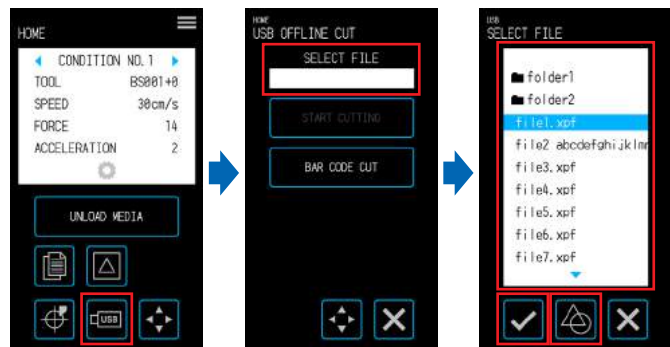 HOME
CONDITION NO. 1
TOOL BS001+0
SPEED 30cm/s
FORCE 14
ACCELERATION 2
UNLOAD MEDIA
USB
HOME
USB OFFLINE CUT
SELECT FILE
START CUTTING
BAR CODE CUT
USB
SELECT FILE
folder1
folder2
file1.xpf
file2 abcdefghijklm
file3.xpf
file4.xpf
file5.xpf
file6.xpf
file7.xpf